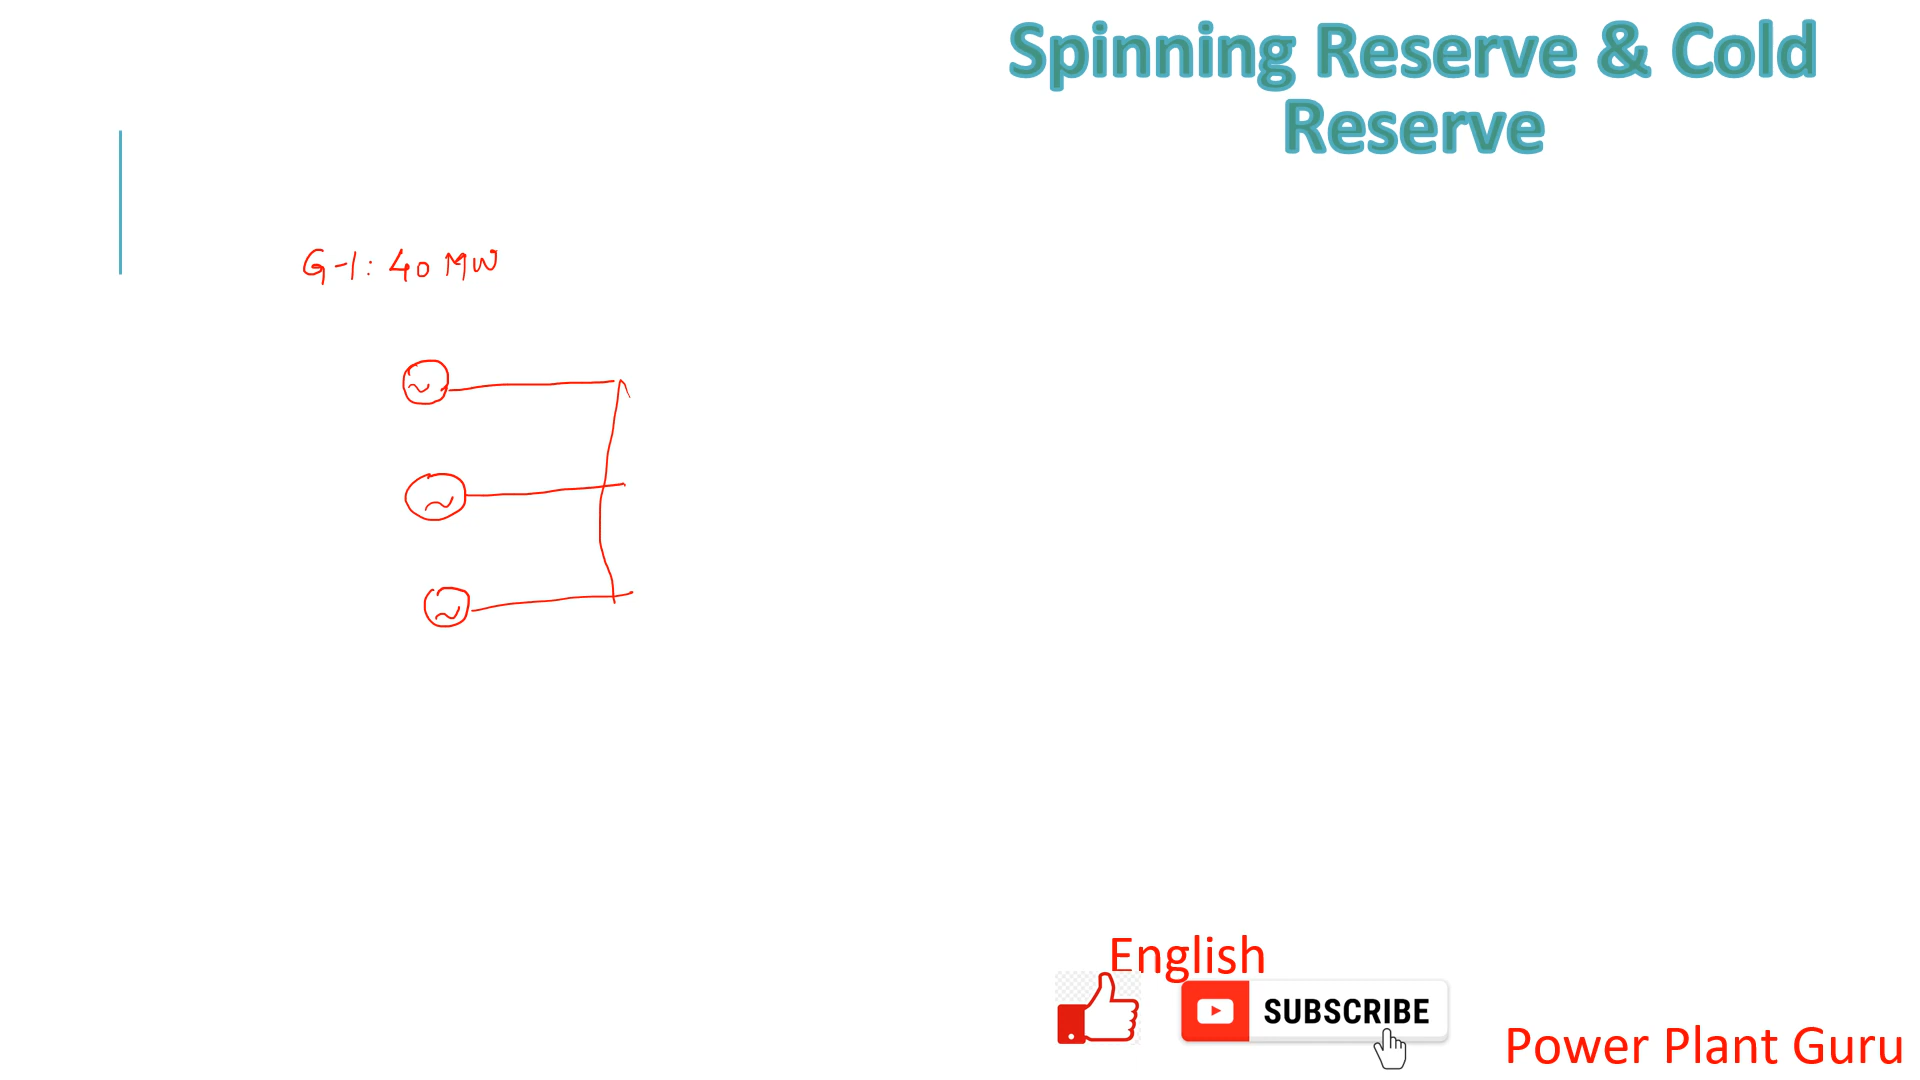 Spinning Reserve & Cold
Reserve
G-1: 40 MW
English
SUBSCRIBE
Power Plant Guru